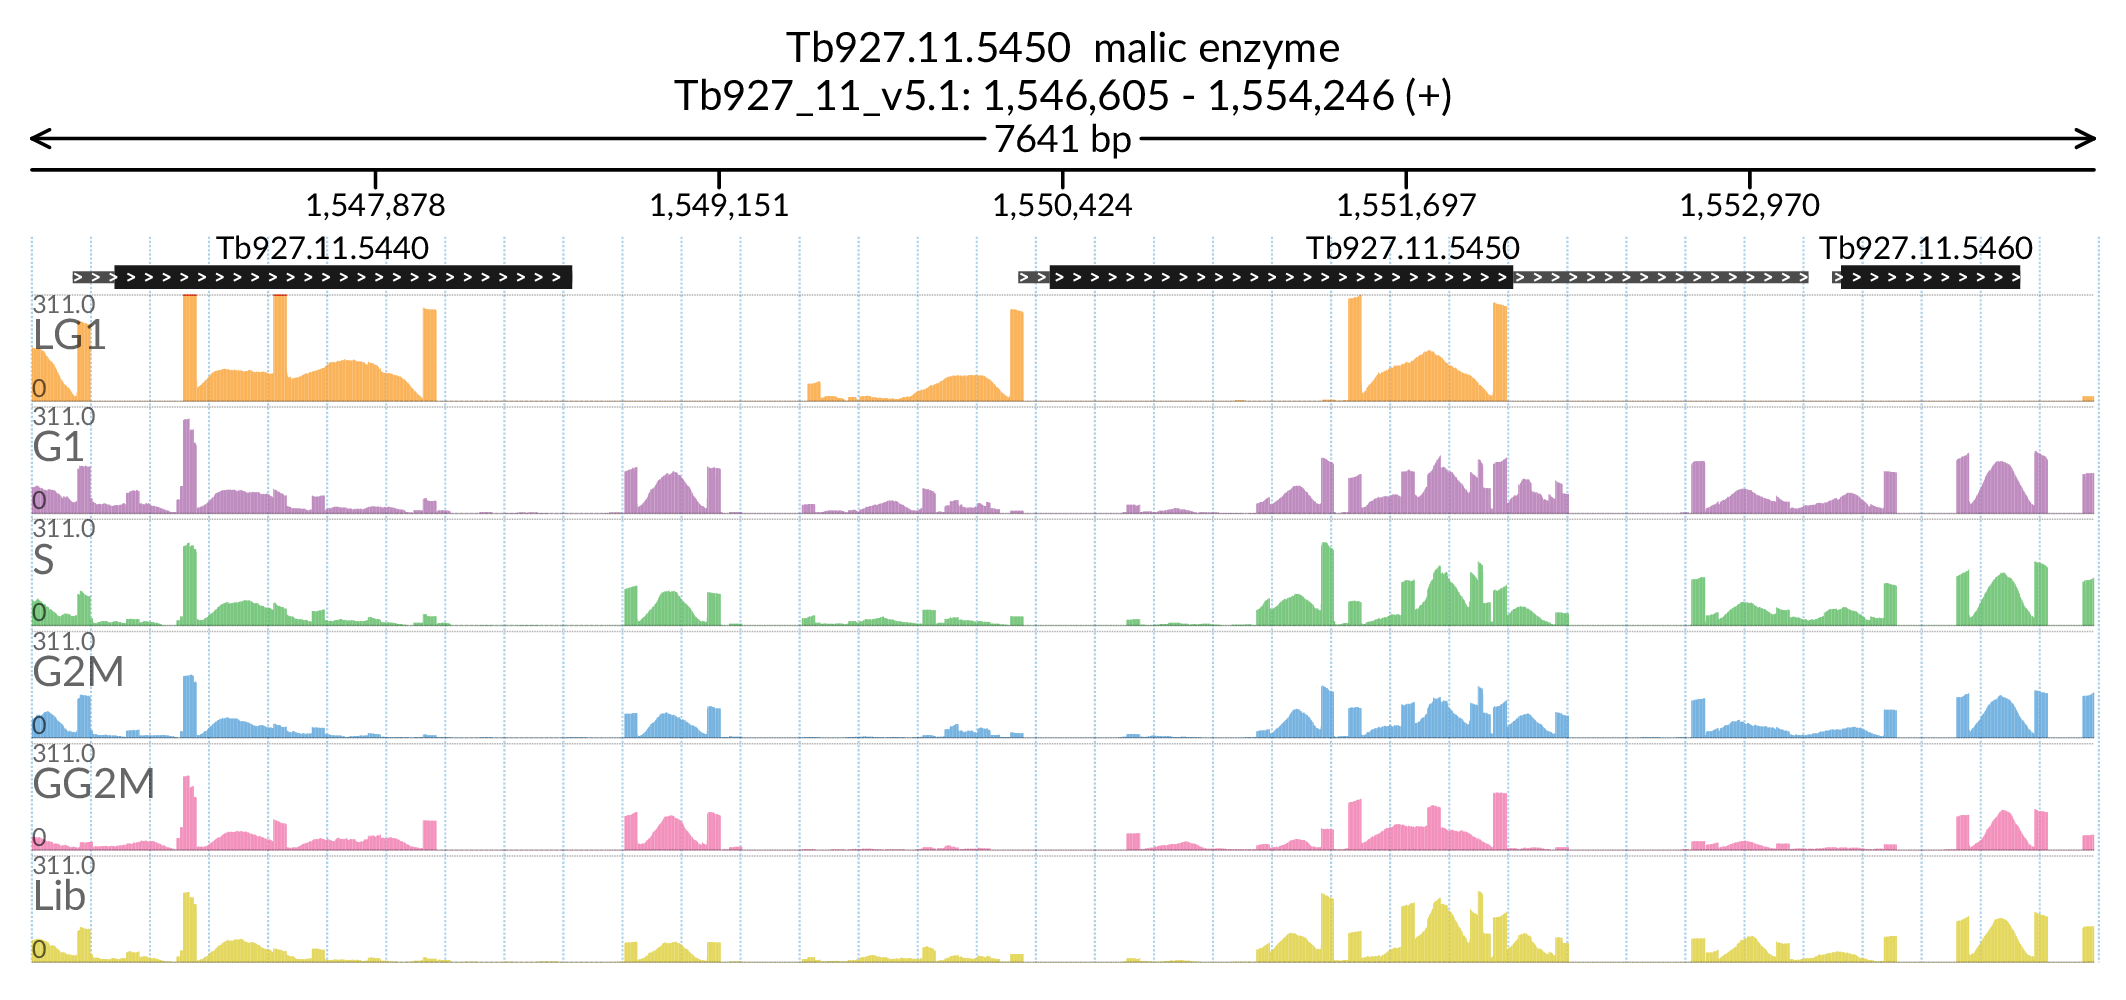 Tb927.11.5450 malic enzyme
Tb927_11_v5.1: 1,546,605 - 1,554,246 (+)
7641 bp
1,547,878 1,549,151 1,550,424 1,551,697 1,552,970
Tb927.11.5440 Tb927.11.5450 Tb927.11.5460
311.0
LG1
0
311.0
G1
0
311.0
S
0
311.0
G2M
0
311.0
GG2M
0
311.0
Lib
0